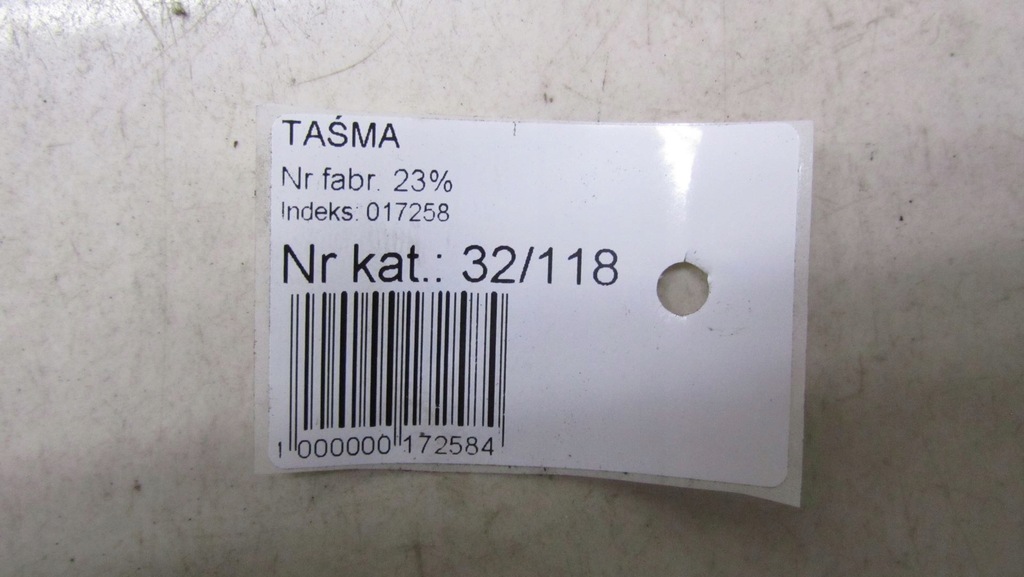 TAŚMA
Nr fabr. 23%
Indeks: 017258
Nr kat.: 32/118
1 000000 172584